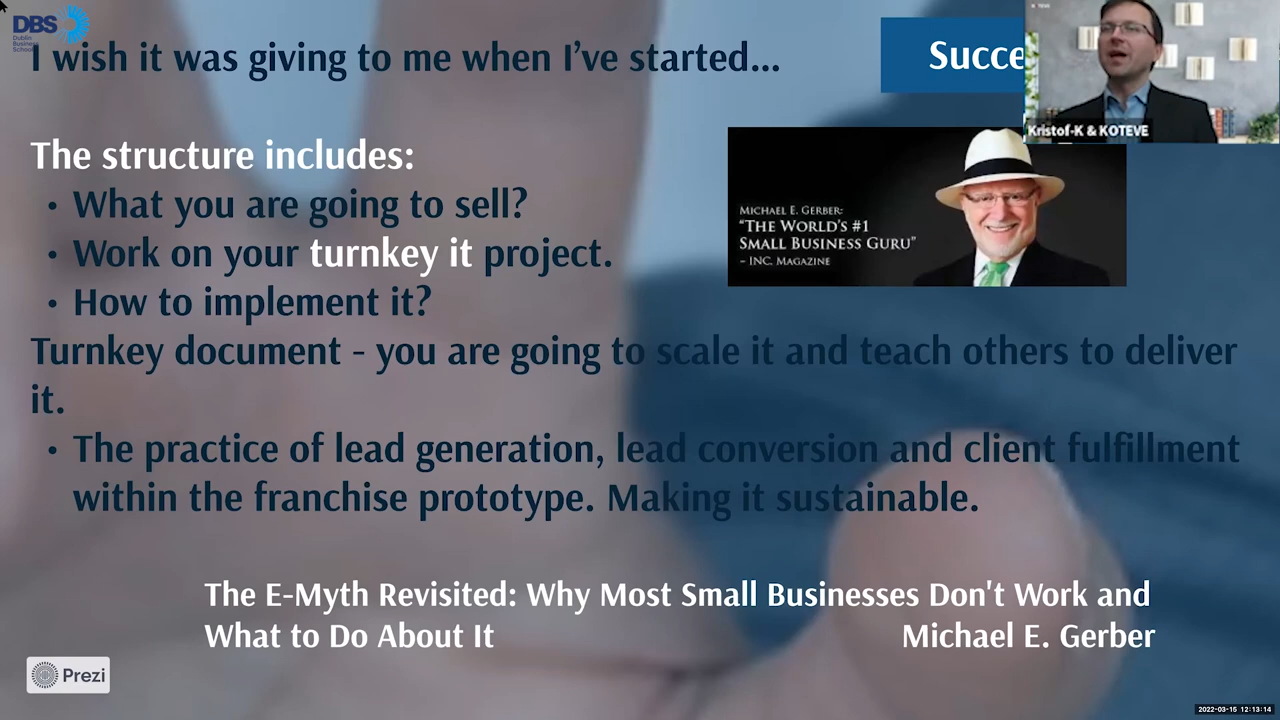 DBS
Dublin
Business
School
I wish it was giving to me when I've started...
Succe
Kristof-K & KOTEVE
The structure includes:
• What you are going to sell?
• Work on your turnkey it project.
• How to implement it?
MICHAEL E. GERBER:
"THE WORLD'S #1
SMALL BUSINESS GURU"
– INC, MAGAZINE
Turnkey document - you are going to scale it and teach others to deliver
it.
• The practice of lead generation, lead conversion and client fulfillment
within the franchise prototype. Making it sustainable.
The E-Myth Revisited: Why Most Small Businesses Don't Work and
What to Do About It Michael E. Gerber
Prezi
2022-03-15 12:13:14